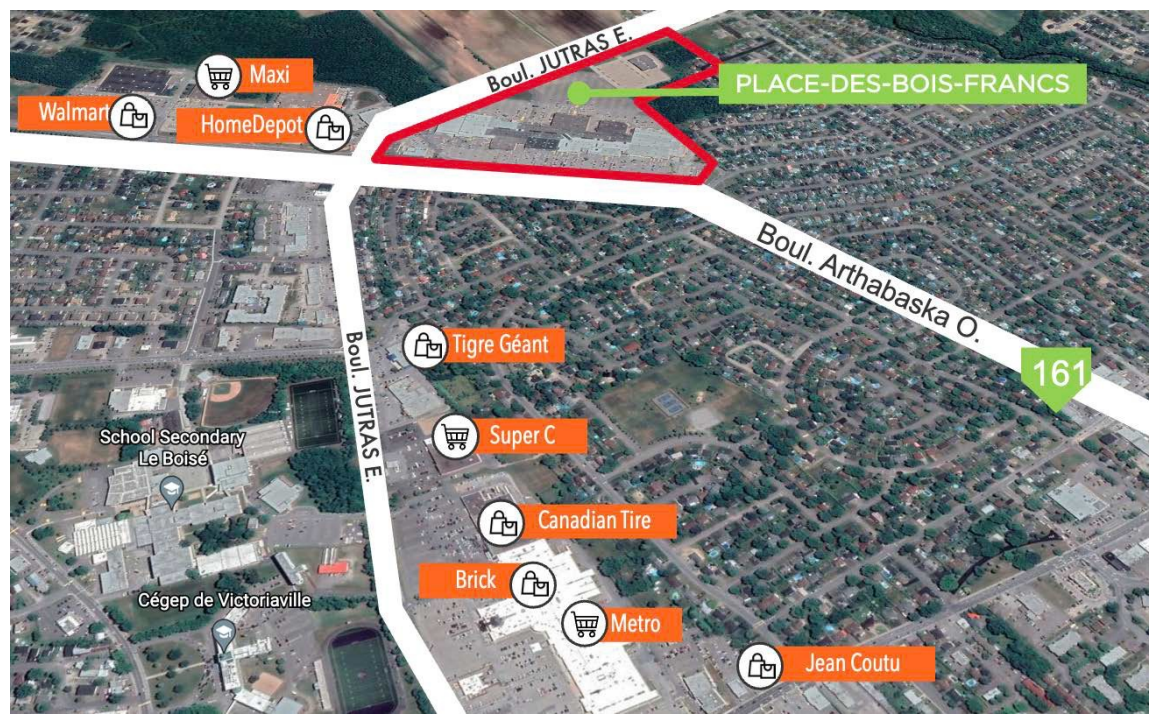 Boul. JUTRAS E.
Maxi
PLACE-DES-BOIS-FRANCS
Walmart
HomeDepot
Boul. Arthabaska O.
Boul. JUTRAS E.
Tigre Géant
161
School Secondary
Le Boisé
Super C
Canadian Tire
Brick
Cégep de Victoriaville
Metro
Jean Coutu